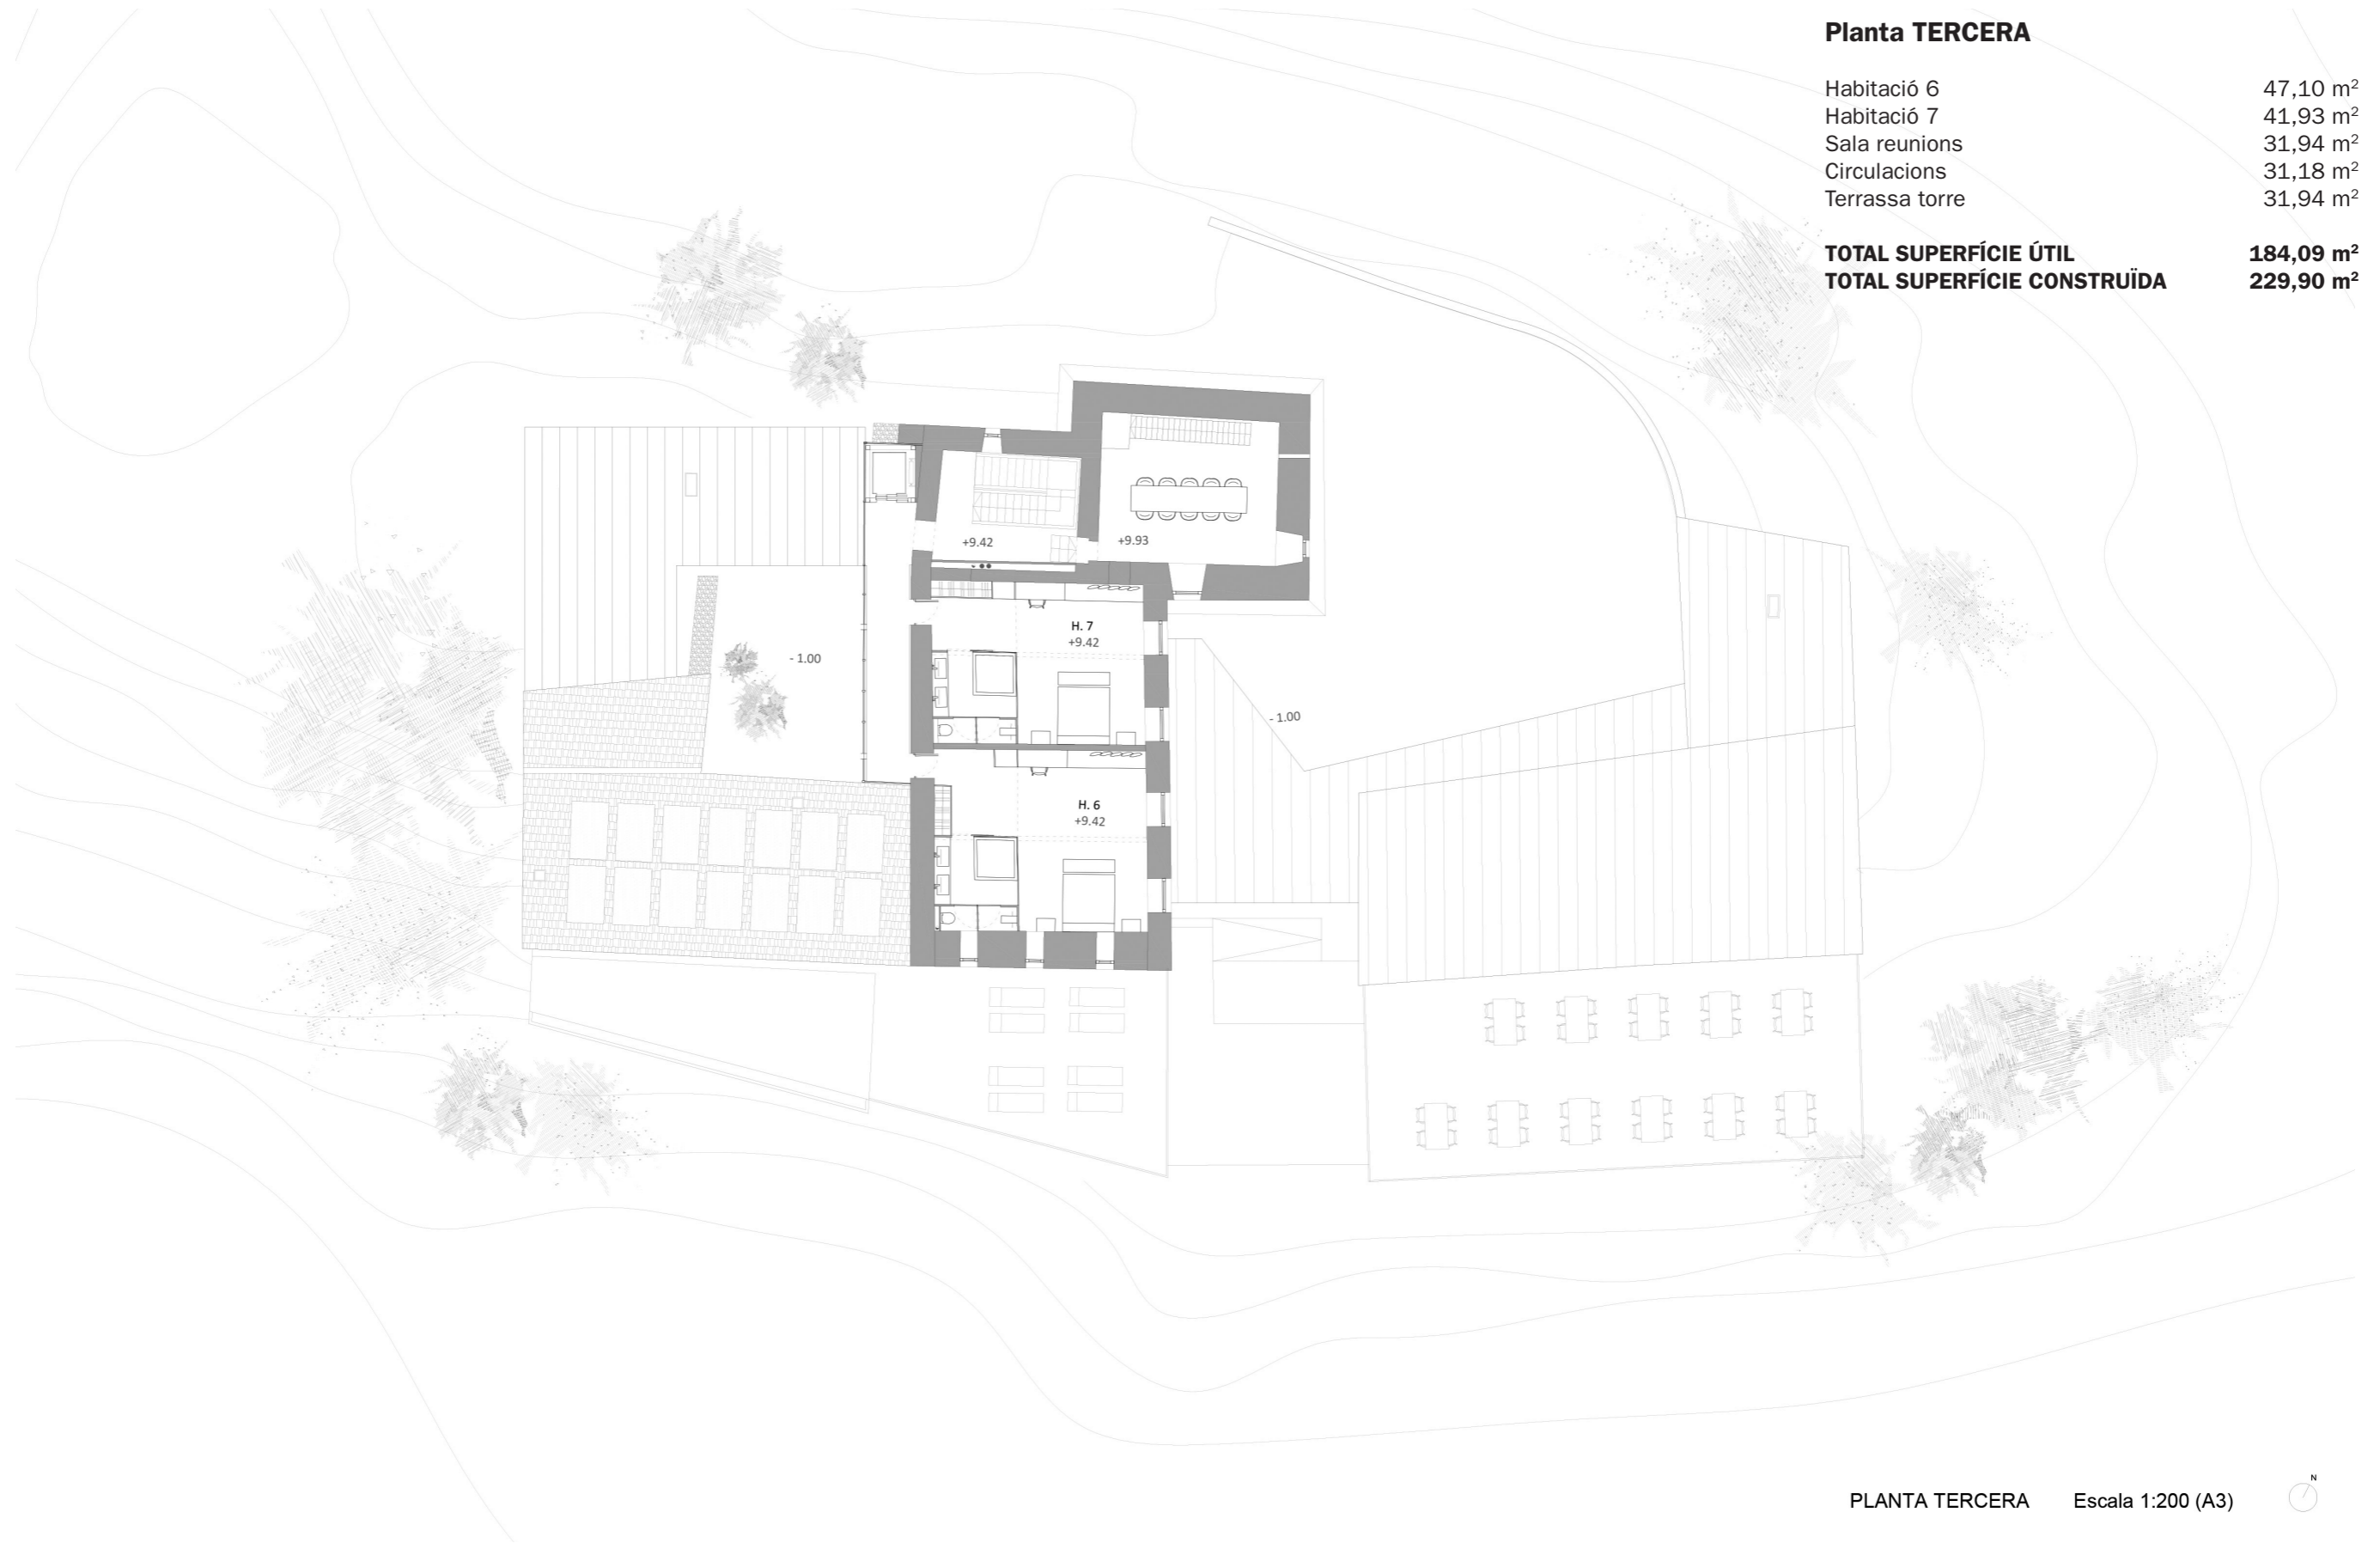 Planta TERCERA
Habitació 6 47,10 m²
Habitació 7 41,93 m²
Sala reunions 31,94 m²
Circulacions 31,18 m²
Terrassa torre 31,94 m²
TOTAL SUPERFÍCIE ÚTIL 184,09 m²
TOTAL SUPERFÍCIE CONSTRUÏDA 229,90 m²
+9.42
+9.93
H. 7
+9.42
- 1.00
- 1.00
H. 6
+9.42
N
PLANTA TERCERA Escala 1:200 (A3)